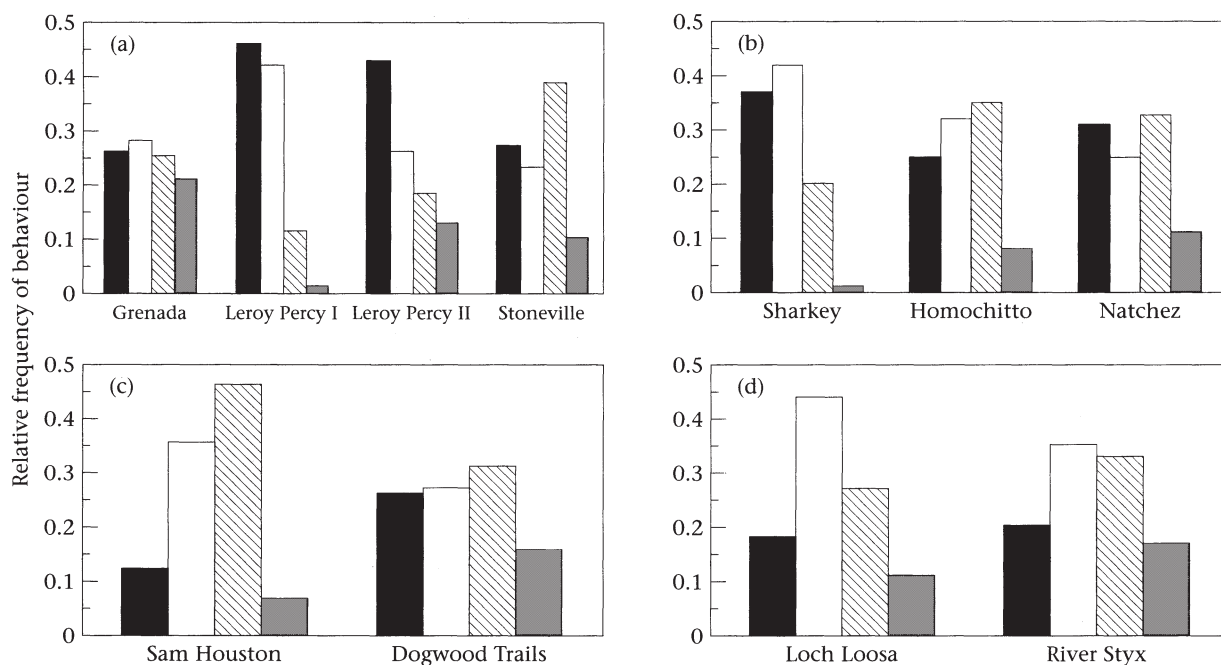 Relative frequency of behaviour
(a)
0.5
0.4
0.3
0.2
0.1
0
Grenada Leroy Percy I Leroy Percy II Stoneville
(b)
0.5
0.4
0.3
0.2
0.1
0
Sharkey Homochitto Natchez
(c)
0.5
0.4
0.3
0.2
0.1
0
Sam Houston Dogwood Trails
(d)
0.5
0.4
0.3
0.2
0.1
0
Loch Loosa River Styx